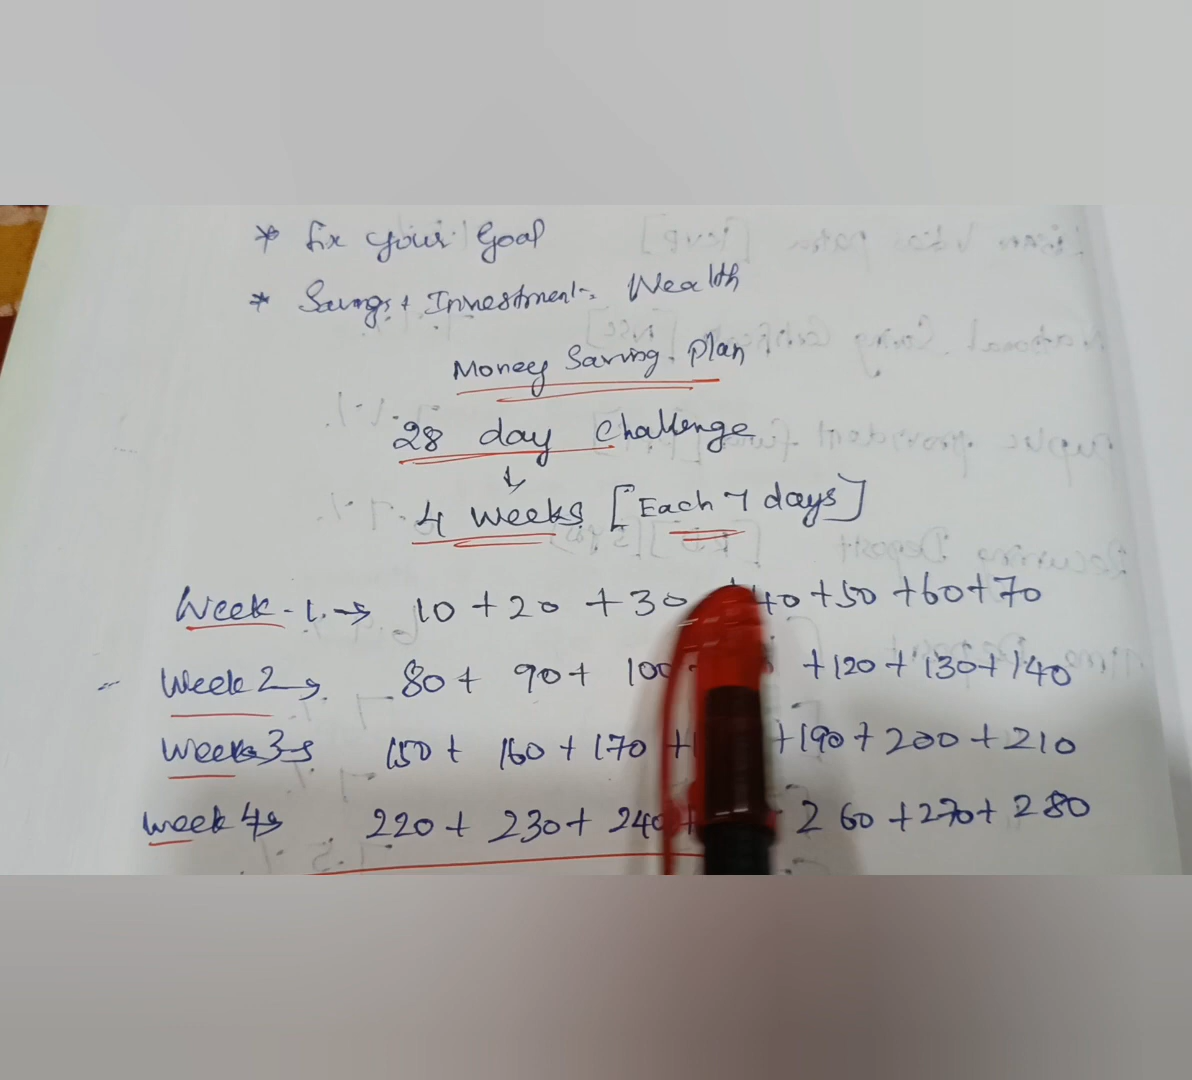 * fix your Goal
* Savings + Investment = Wealth
Money Saving plan
28 day challenge
4 weeks [Each 7 days]
Week - 1 → 10 + 20 + 30 + 40 + 50 + 60 + 70
Week 2 → 80 + 90 + 100 + 120 + 130 + 140
Week 3 → 150 + 160 + 170 + + 190 + 200 + 210
week 4 → 220 + 230 + 240 + 260 + 270 + 280